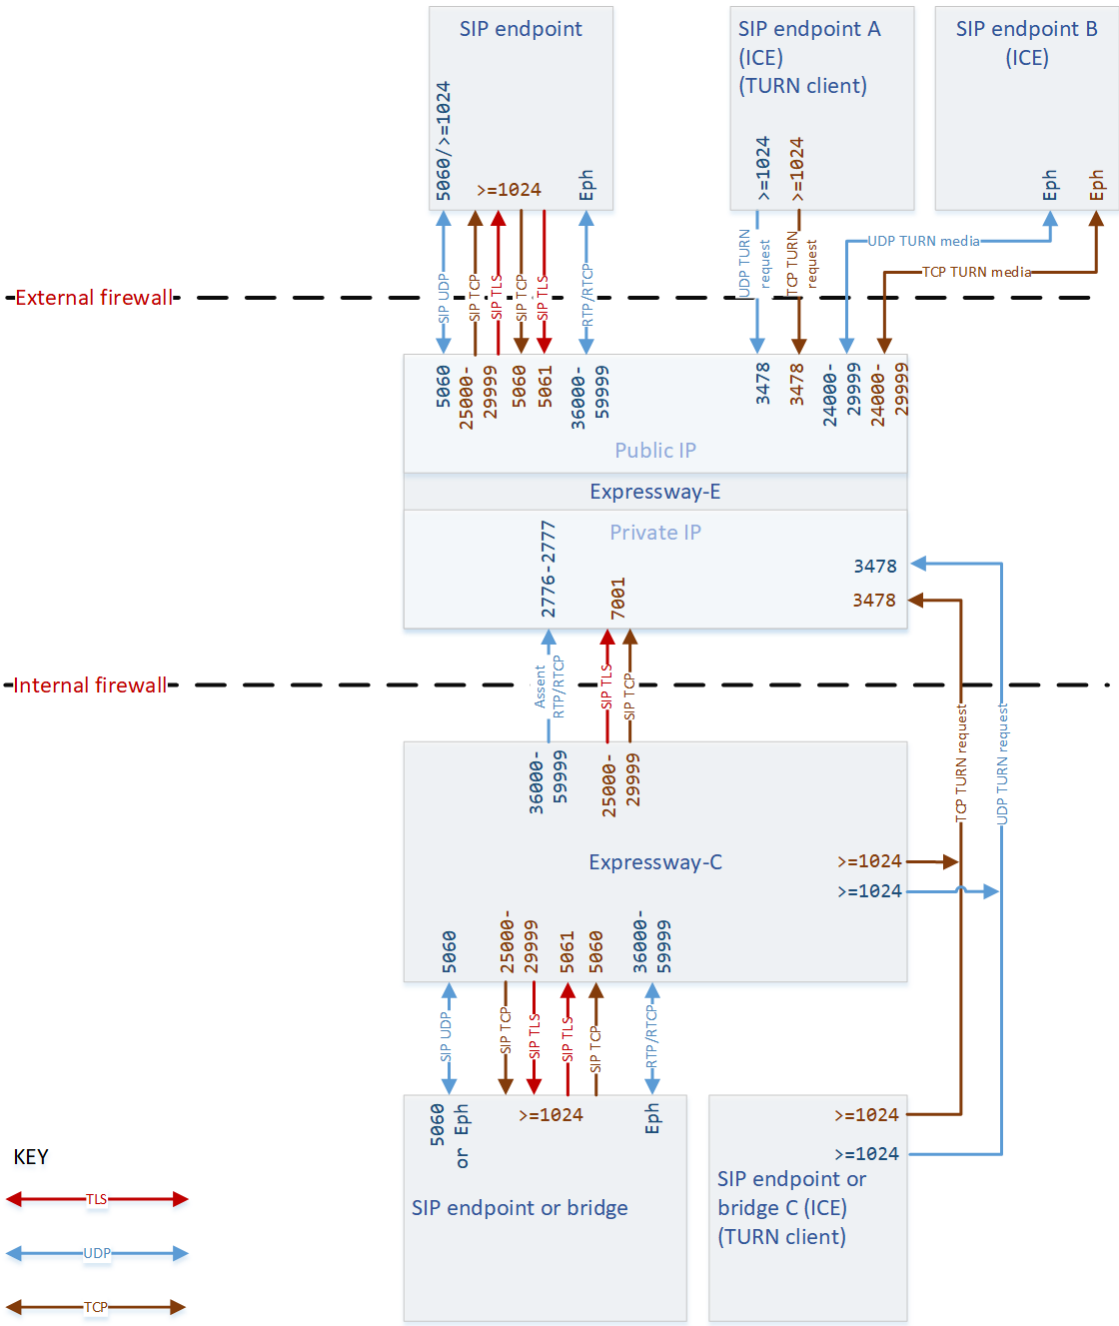 SIP endpoint
5060/>=1024
>=1024
Eph
SIP endpoint A
(ICE)
(TURN client)
>=1024
>=1024
SIP endpoint B
(ICE)
Eph
Eph
UDP TURN media
TCP TURN media
UDP TURN
request
TCP TURN
request
External firewall
SIP UDP
SIP TCP
SIP TLS
SIP TCP
SIP TLS
RTP/RTCP
5060
25000-
29999
5060
5061
36000-
59999
3478
3478
24000-
29999
24000-
29999
Public IP
Expressway-E
Private IP
2776-2777
7001
3478
3478
Internal firewall
Assent
RTP/RTCP
SIP TLS
SIP TCP
TCP TURN request
UDP TURN request
36000-
59999
25000-
29999
Expressway-C
>=1024
>=1024
5060
25000-
29999
5061
5060
36000-
59999
SIP UDP
SIP TCP
SIP TLS
SIP TLS
SIP TCP
RTP/RTCP
5060
or Eph
>=1024
Eph
SIP endpoint or bridge
>=1024
>=1024
SIP endpoint or
bridge C (ICE)
(TURN client)
KEY
TLS
UDP
TCP